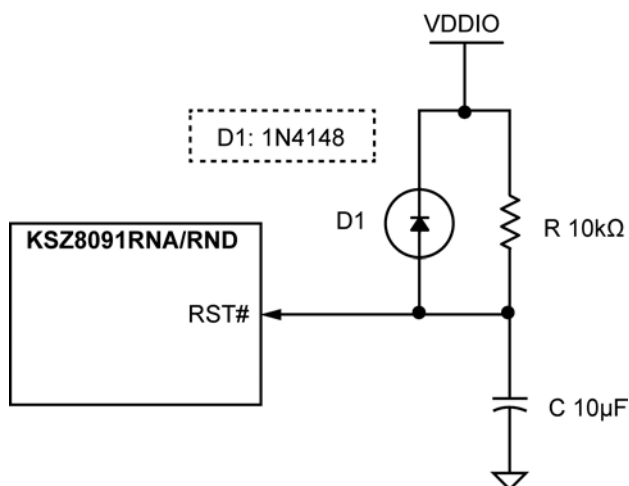 VDDIO
D1: 1N4148
D1
R 10kΩ
KSZ8091RNA/RND
RST#
C 10µF